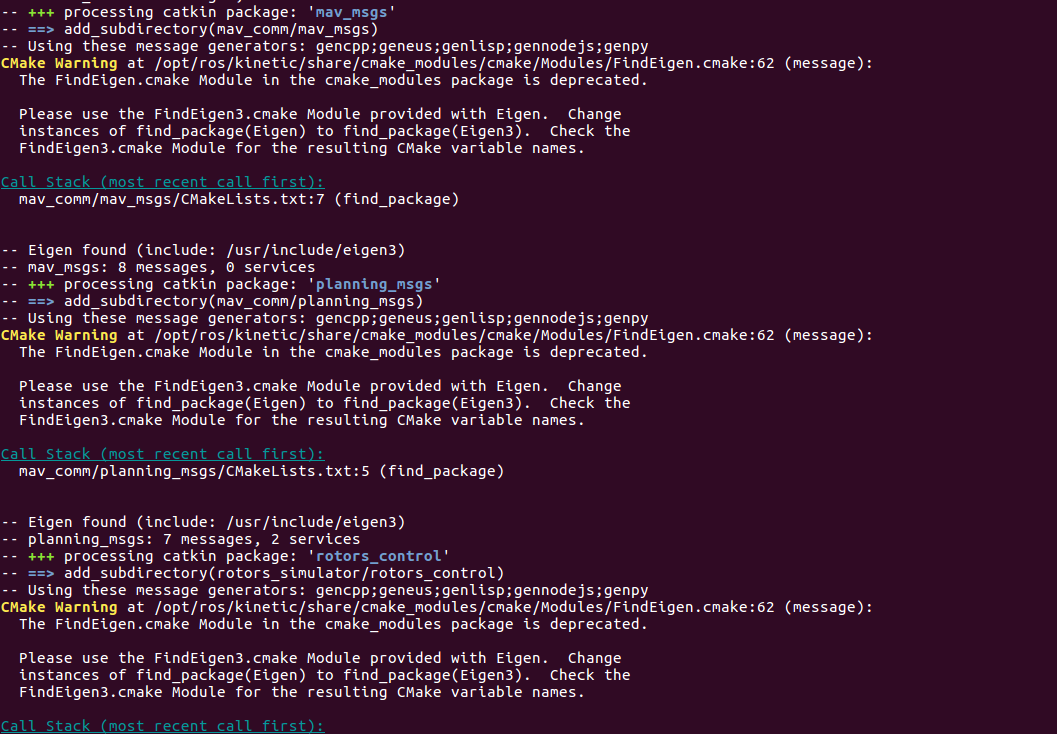 -- +++ processing catkin package: 'mav_msgs'
-- ==> add_subdirectory(mav_comm/mav_msgs)
-- Using these message generators: gencpp;geneus;genlisp;gennodejs;genpy
CMake Warning at /opt/ros/kinetic/share/cmake_modules/cmake/Modules/FindEigen.cmake:62 (message):
  The FindEigen.cmake Module in the cmake_modules package is deprecated.

  Please use the FindEigen3.cmake Module provided with Eigen.  Change
  instances of find_package(Eigen) to find_package(Eigen3).  Check the
  FindEigen3.cmake Module for the resulting CMake variable names.

Call Stack (most recent call first):
  mav_comm/mav_msgs/CMakeLists.txt:7 (find_package)


-- Eigen found (include: /usr/include/eigen3)
-- mav_msgs: 8 messages, 0 services
-- +++ processing catkin package: 'planning_msgs'
-- ==> add_subdirectory(mav_comm/planning_msgs)
-- Using these message generators: gencpp;geneus;genlisp;gennodejs;genpy
CMake Warning at /opt/ros/kinetic/share/cmake_modules/cmake/Modules/FindEigen.cmake:62 (message):
  The FindEigen.cmake Module in the cmake_modules package is deprecated.

  Please use the FindEigen3.cmake Module provided with Eigen.  Change
  instances of find_package(Eigen) to find_package(Eigen3).  Check the
  FindEigen3.cmake Module for the resulting CMake variable names.

Call Stack (most recent call first):
  mav_comm/planning_msgs/CMakeLists.txt:5 (find_package)


-- Eigen found (include: /usr/include/eigen3)
-- planning_msgs: 7 messages, 2 services
-- +++ processing catkin package: 'rotors_control'
-- ==> add_subdirectory(rotors_simulator/rotors_control)
-- Using these message generators: gencpp;geneus;genlisp;gennodejs;genpy
CMake Warning at /opt/ros/kinetic/share/cmake_modules/cmake/Modules/FindEigen.cmake:62 (message):
  The FindEigen.cmake Module in the cmake_modules package is deprecated.

  Please use the FindEigen3.cmake Module provided with Eigen.  Change
  instances of find_package(Eigen) to find_package(Eigen3).  Check the
  FindEigen3.cmake Module for the resulting CMake variable names.

Call Stack (most recent call first):